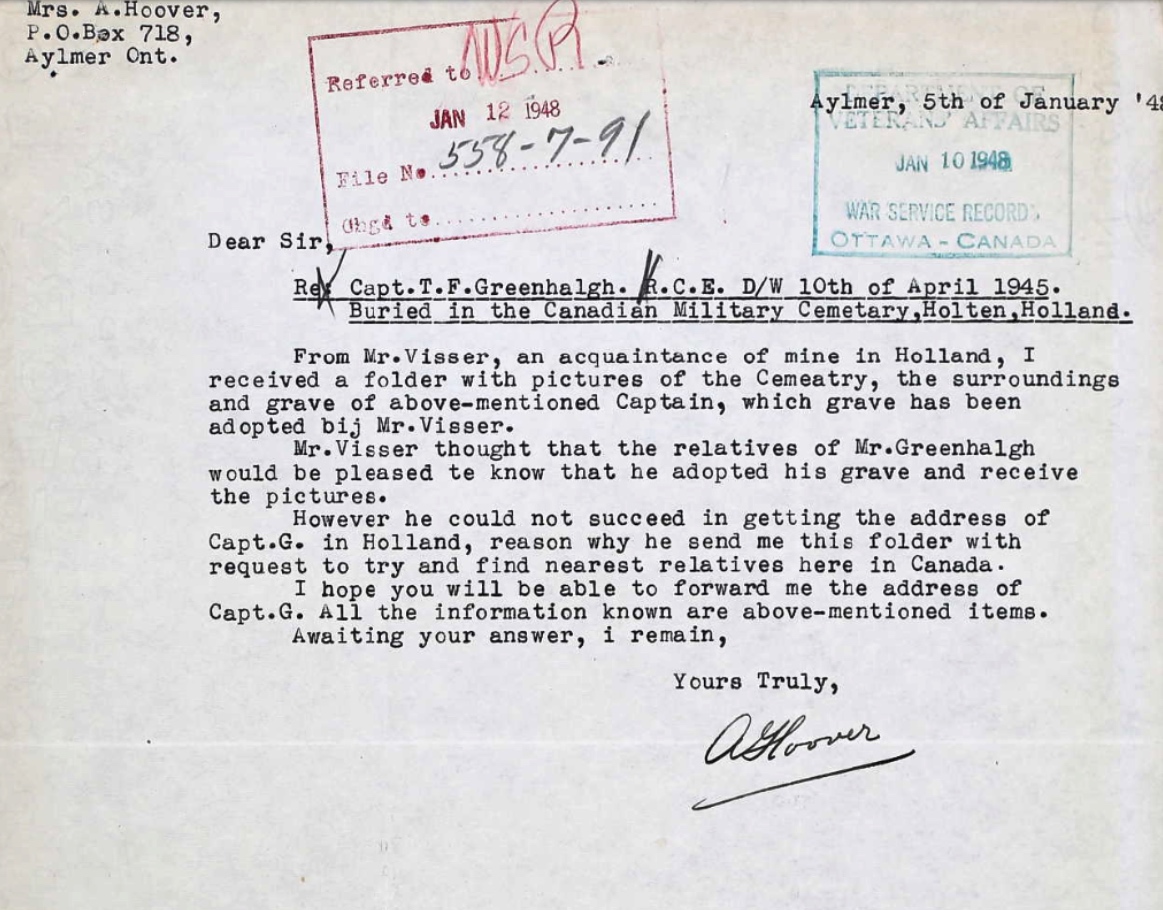 Mrs. A.Hoover,
P.O.Box 718,
Aylmer Ont.
Referred to WSR
JAN 12 1948
File No. 558-7-91
Chgd to
Aylmer, 5th of January '48
DEPARTMENT OF
VETERANS' AFFAIRS
JAN 10 1948
WAR SERVICE RECORDS
OTTAWA - CANADA
Dear Sir,
Re: Capt.T.F.Greenhalgh. R.C.E. D/W 10th of April 1945.
Buried in the Canadian Military Cemetary,Holten,Holland.
From Mr.Visser, an acquaintance of mine in Holland, I
received a folder with pictures of the Cemeatry, the surroundings
and grave of above-mentioned Captain, which grave has been
adopted bij Mr.Visser.
Mr.Visser thought that the relatives of Mr.Greenhalgh
would be pleased te know that he adopted his grave and receive
the pictures.
However he could not succeed in getting the address of
Capt.G. in Holland, reason why he send me this folder with
request to try and find nearest relatives here in Canada.
I hope you will be able to forward me the address of
Capt.G. All the information known are above-mentioned items.
Awaiting your answer, i remain,
Yours Truly,
A Hoover